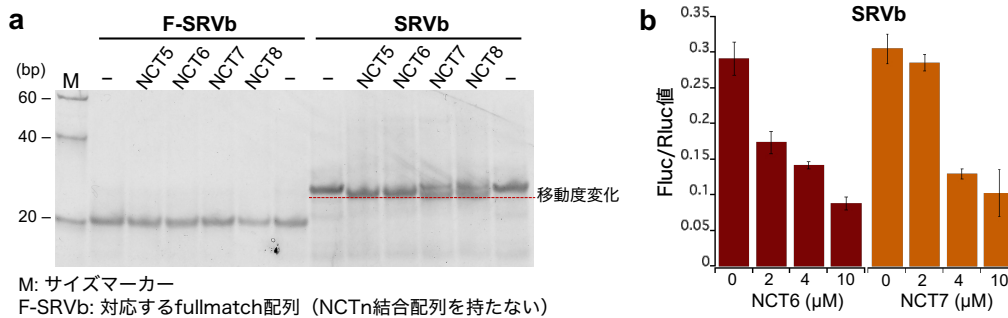 a
F-SRVb
SRVb
(bp)
M
–
NCT5
NCT6
NCT7
NCT8
–
–
NCT5
NCT6
NCT7
NCT8
–
60
40
20
移動度変化
M: サイズマーカー
F-SRVb: 対応するfullmatch配列（NCTn結合配列を持たない）
b
SRVb
Fluc/Rluc値
0.35
0.3
0.25
0.2
0.15
0.1
0.05
0
0 2 4 10 0 2 4 10
NCT6 (μM) NCT7 (μM)